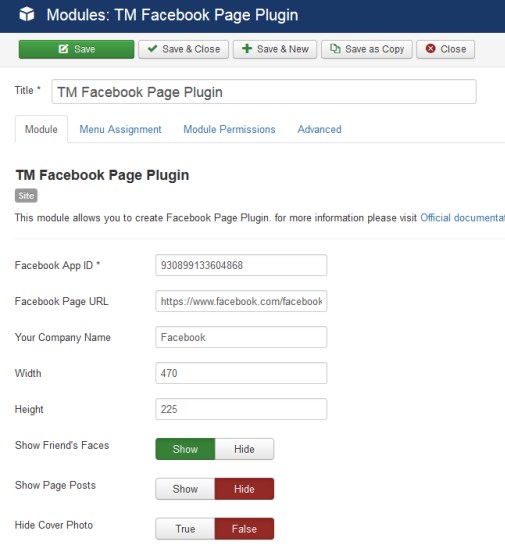 Modules: TM Facebook Page Plugin
Save Save & Close Save & New Save as Copy Close
Title * TM Facebook Page Plugin
Module Menu Assignment Module Permissions Advanced
TM Facebook Page Plugin
Site
This module allows you to create Facebook Page Plugin. for more information please visit Official documenta
Facebook App ID * 930899133604868
Facebook Page URL https://www.facebook.com/facebook
Your Company Name Facebook
Width 470
Height 225
Show Friend's Faces Show Hide
Show Page Posts Show Hide
Hide Cover Photo True False